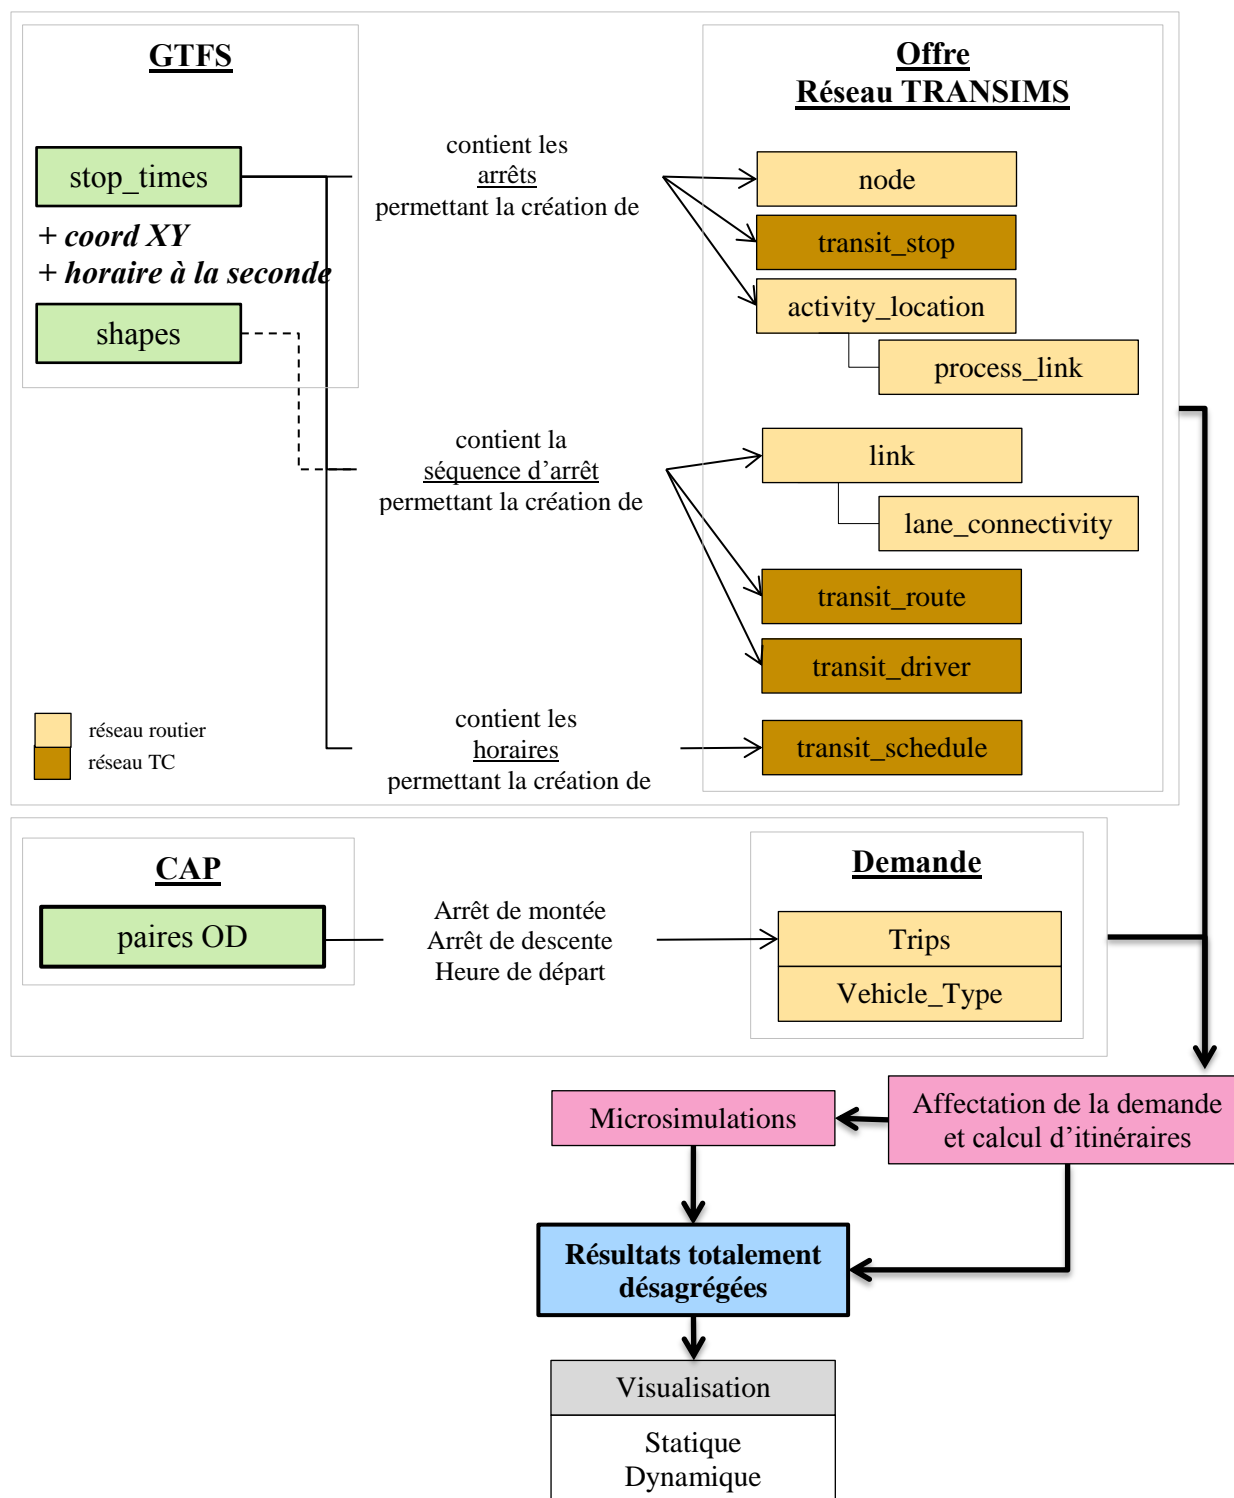 GTFS
stop_times
+ coord XY
+ horaire à la seconde
shapes
contient les
arrêts
permettant la création de
contient la
séquence d’arrêt
permettant la création de
contient les
horaires
permettant la création de
Offre
Réseau TRANSIMS
node
transit_stop
activity_location
process_link
link
lane_connectivity
transit_route
transit_driver
transit_schedule
réseau routier
réseau TC
CAP
paires OD
Arrêt de montée
Arrêt de descente
Heure de départ
Demande
Trips
Vehicle_Type
Affectation de la demande
et calcul d’itinéraires
Microsimulations
Résultats totalement
désagrégées
Visualisation
Statique
Dynamique